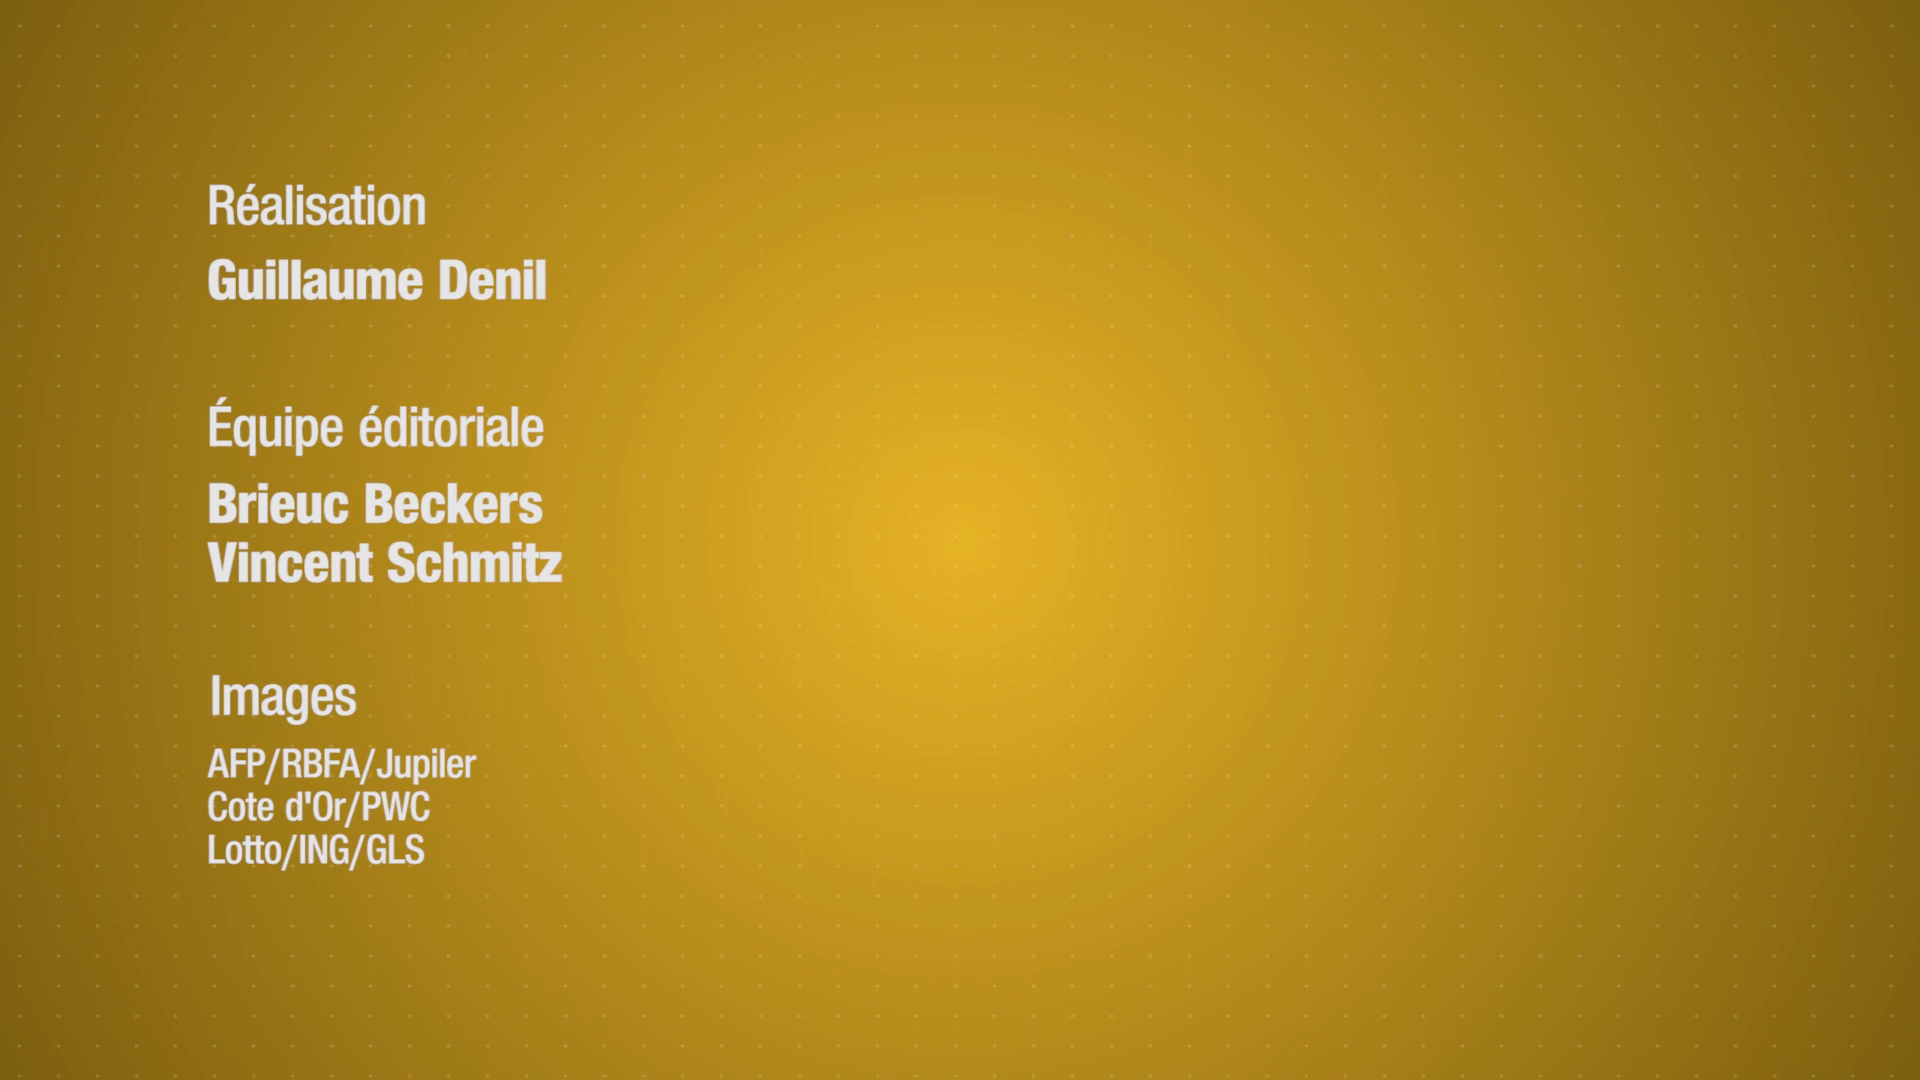 Réalisation
Guillaume Denil
Équipe éditoriale
Brieuc Beckers
Vincent Schmitz
Images
AFP/RBFA/Jupiler
Cote d'Or/PWC
Lotto/ING/GLS